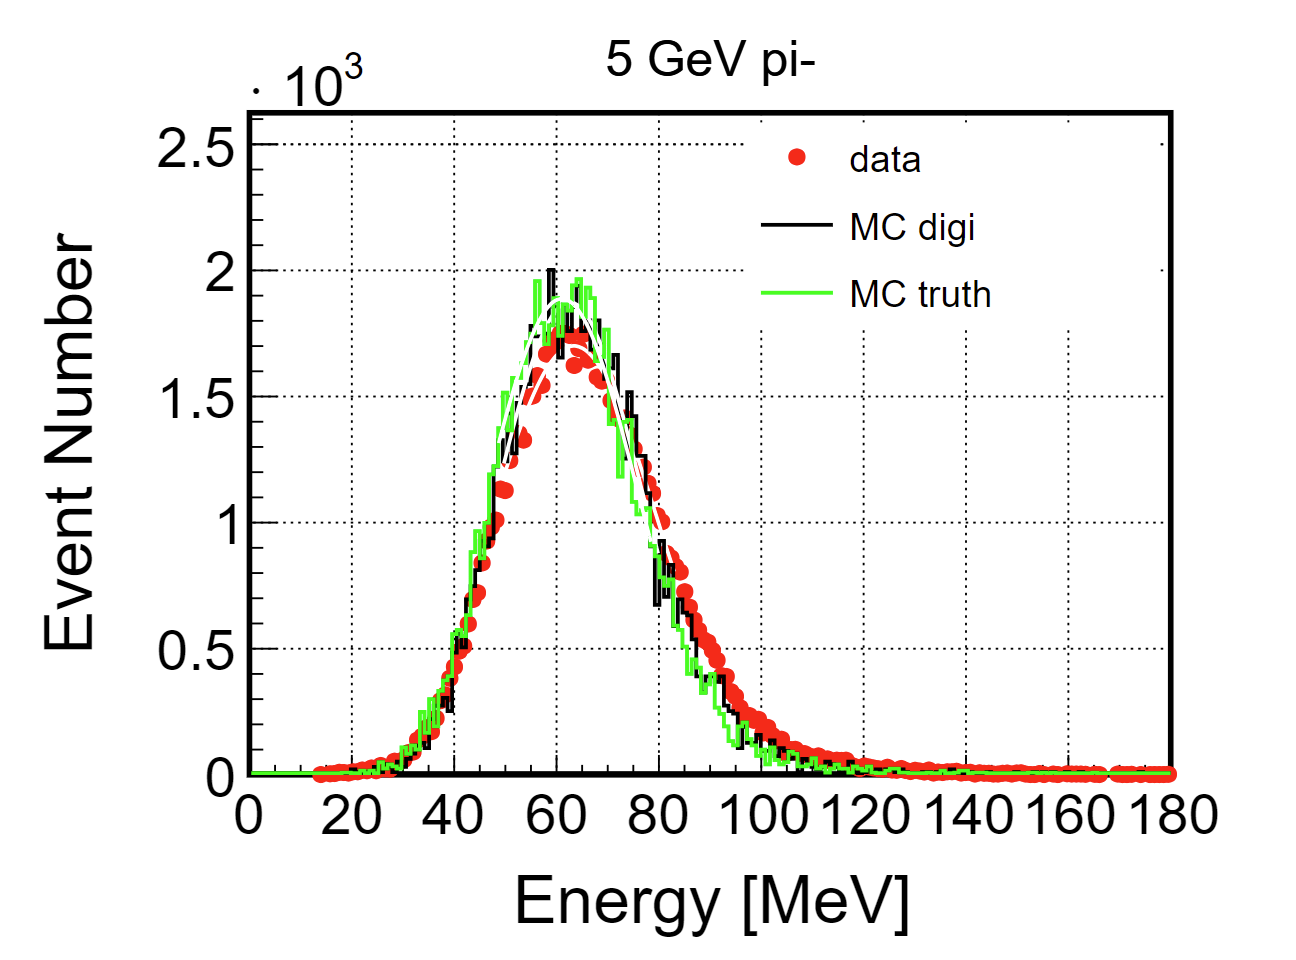 5 GeV pi-
· 10³
2.5
2
1.5
1
0.5
0
Event Number
data
MC digi
MC truth
0 20 40 60 80 100 120 140 160 180
Energy [MeV]